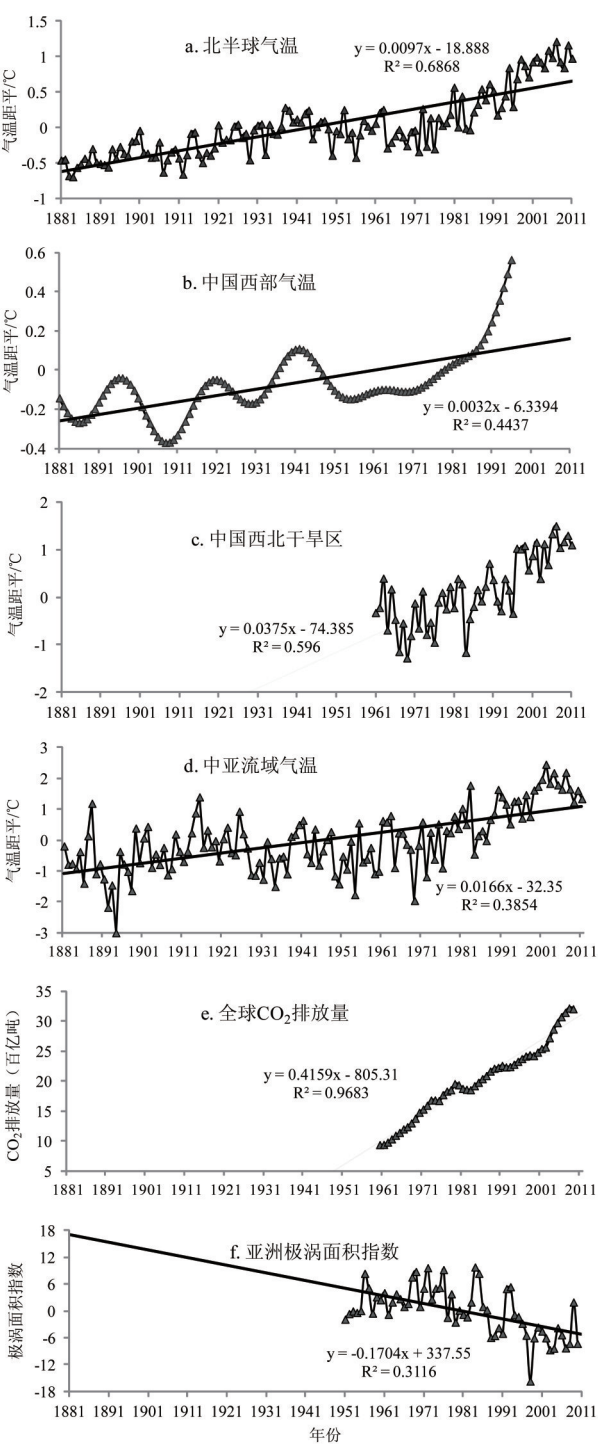 1.5
a. 北半球气温
y = 0.0097x - 18.888
R² = 0.6868
0.5
0
-0.5
-1
气温距平/℃
1881 1891 1901 1911 1921 1931 1941 1951 1961 1971 1981 1991 2001 2011
0.6
b. 中国西部气温
0.4
0.2
0
-0.2
-0.4
气温距平/℃
y = 0.0032x - 6.3394
R² = 0.4437
1881 1891 1901 1911 1921 1931 1941 1951 1961 1971 1981 1991 2001 2011
2
c. 中国西北干旱区
1
0
-1
-2
气温距平/℃
y = 0.0375x - 74.385
R² = 0.596
1881 1891 1901 1911 1921 1931 1941 1951 1961 1971 1981 1991 2001 2011
3
d. 中亚流域气温
2
1
0
-1
-2
-3
气温距平/℃
y = 0.0166x - 32.35
R² = 0.3854
1881 1891 1901 1911 1921 1931 1941 1951 1961 1971 1981 1991 2001 2011
35
e. 全球CO₂排放量
30
25
20
15
10
5
CO₂排放量（百亿吨）
y = 0.4159x - 805.31
R² = 0.9683
1881 1891 1901 1911 1921 1931 1941 1951 1961 1971 1981 1991 2001 2011
18
f. 亚洲极涡面积指数
12
6
0
-6
-12
-18
极涡面积指数
y = -0.1704x + 337.55
R² = 0.3116
1881 1891 1901 1911 1921 1931 1941 1951 1961 1971 1981 1991 2001 2011
年份